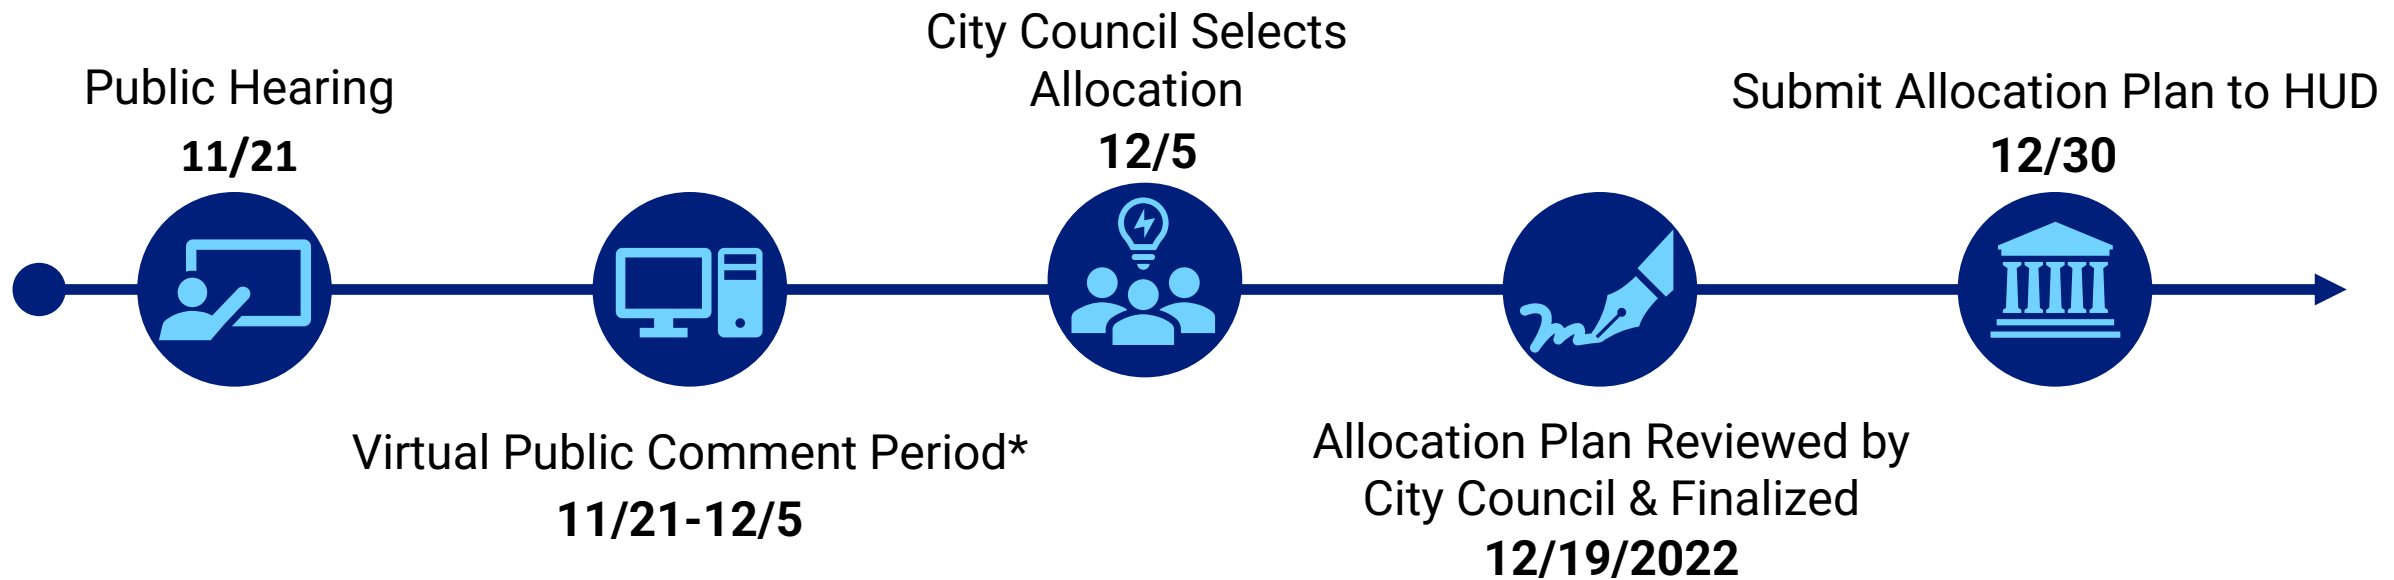 Public Hearing
11/21
Virtual Public Comment Period*
11/21-12/5
City Council Selects
Allocation
12/5
Allocation Plan Reviewed by
City Council & Finalized
12/19/2022
Submit Allocation Plan to HUD
12/30